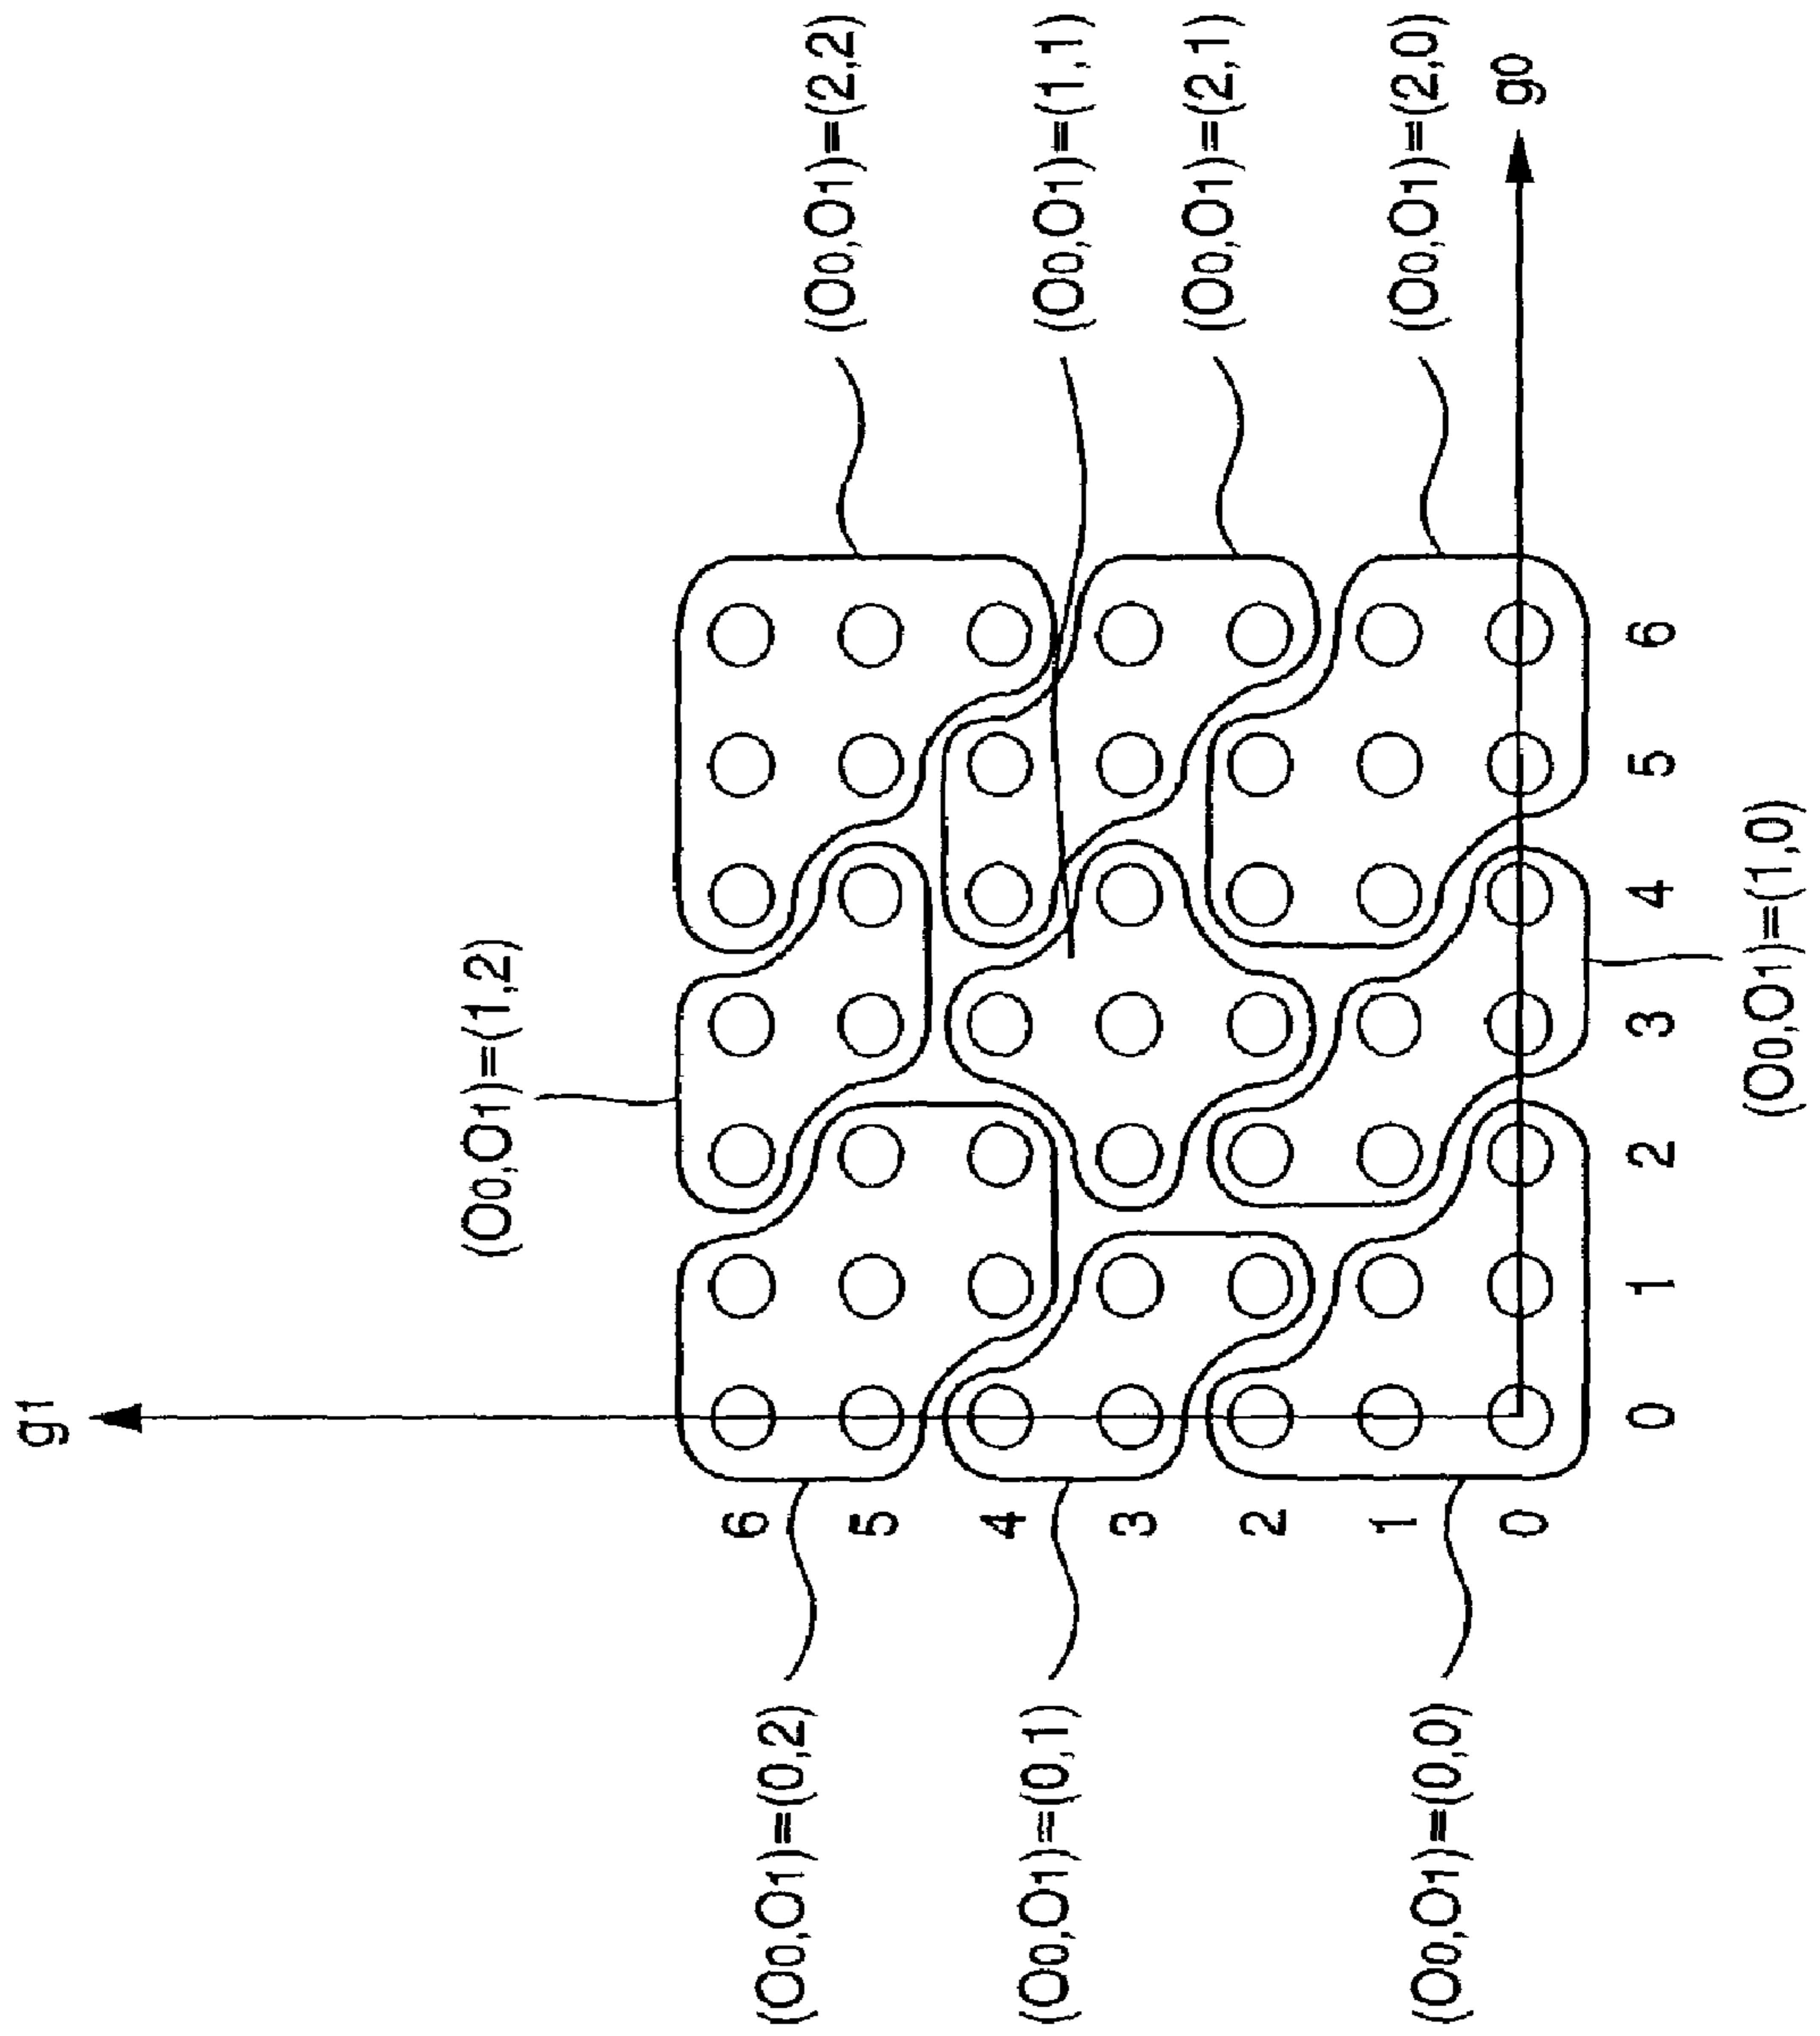 g1
(O0,O1)=(1,2)
(O0,O1)=(2,2)
(O0,O1)=(1,1)
(O0,O1)=(2,1)
(O0,O1)=(2,0)
g0
(O0,O1)=(0,2)
(O0,O1)=(0,1)
(O0,O1)=(0,0)
(O0,O1)=(1,0)
6
5
4
3
2
1
0
0 1 2 3 4 5 6